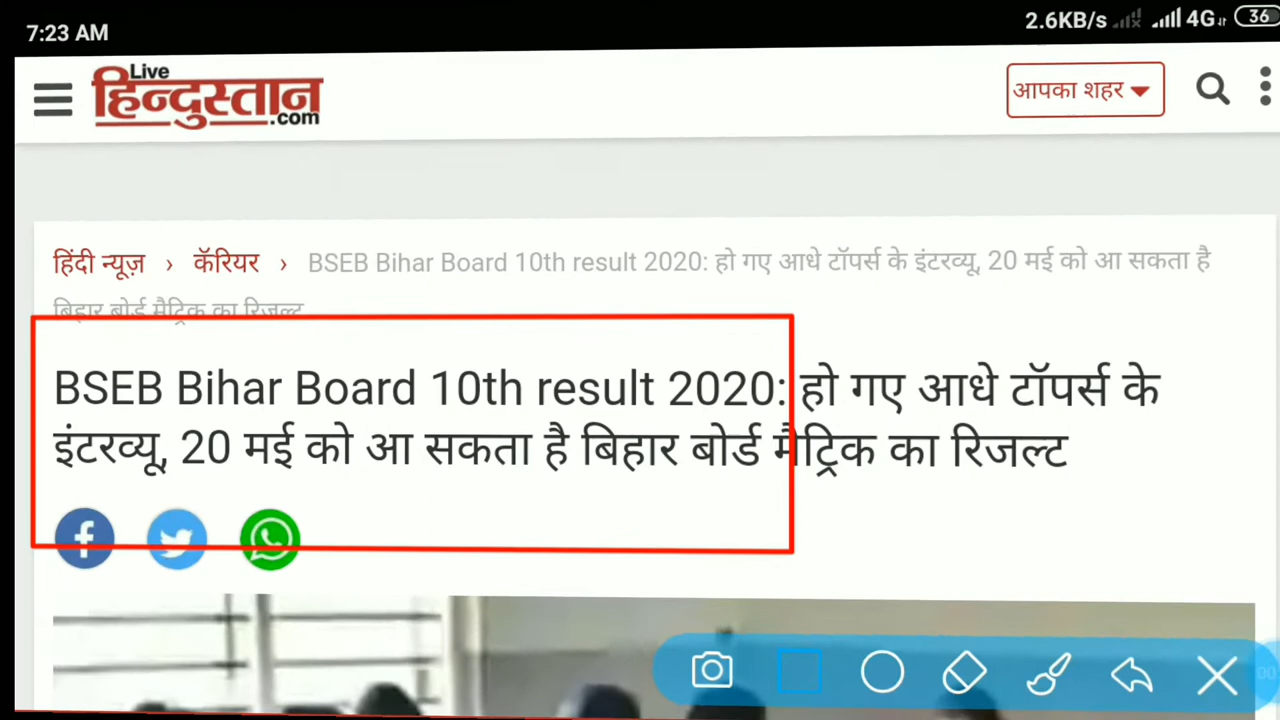 7:23 AM
2.6KB/s 4G 36
Live
हिन्दुस्तान
.com
आपका शहर
हिंदी न्यूज़ › कॅरियर › BSEB Bihar Board 10th result 2020: हो गए आधे टॉपर्स के इंटरव्यू, 20 मई को आ सकता है
बिहार बोर्ड मैट्रिक का रिजल्ट
BSEB Bihar Board 10th result 2020: हो गए आधे टॉपर्स के
इंटरव्यू, 20 मई को आ सकता है बिहार बोर्ड मैट्रिक का रिजल्ट